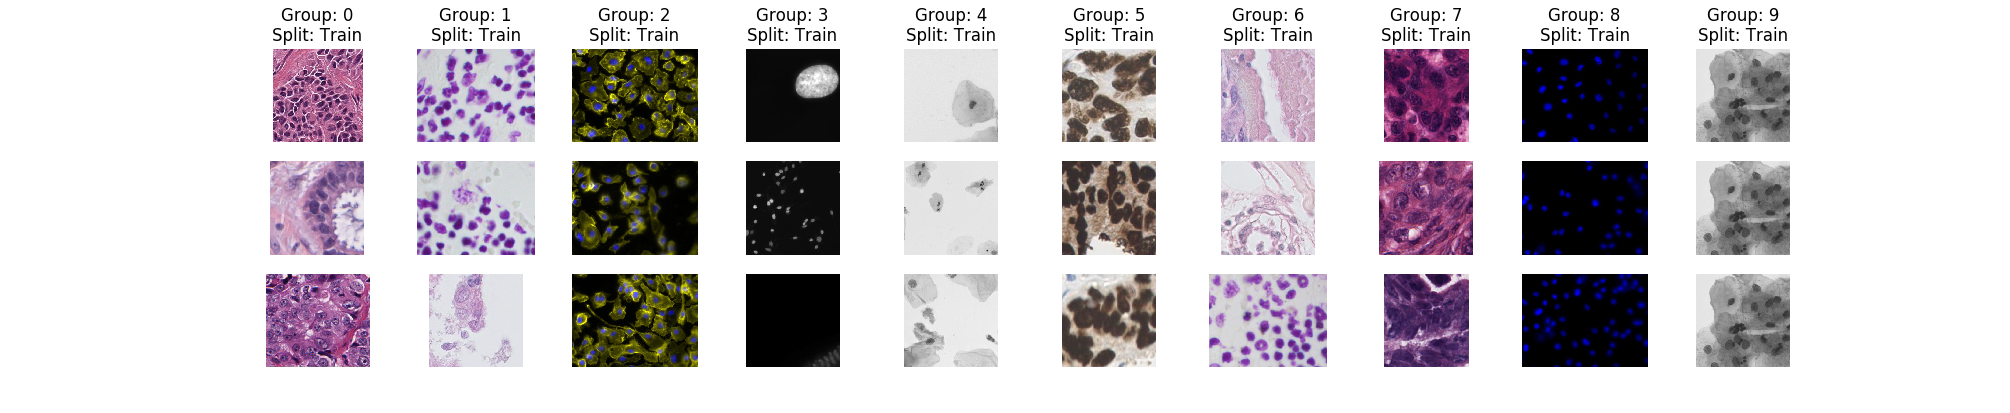 Group: 0
Split: Train
Group: 1
Split: Train
Group: 2
Split: Train
Group: 3
Split: Train
Group: 4
Split: Train
Group: 5
Split: Train
Group: 6
Split: Train
Group: 7
Split: Train
Group: 8
Split: Train
Group: 9
Split: Train